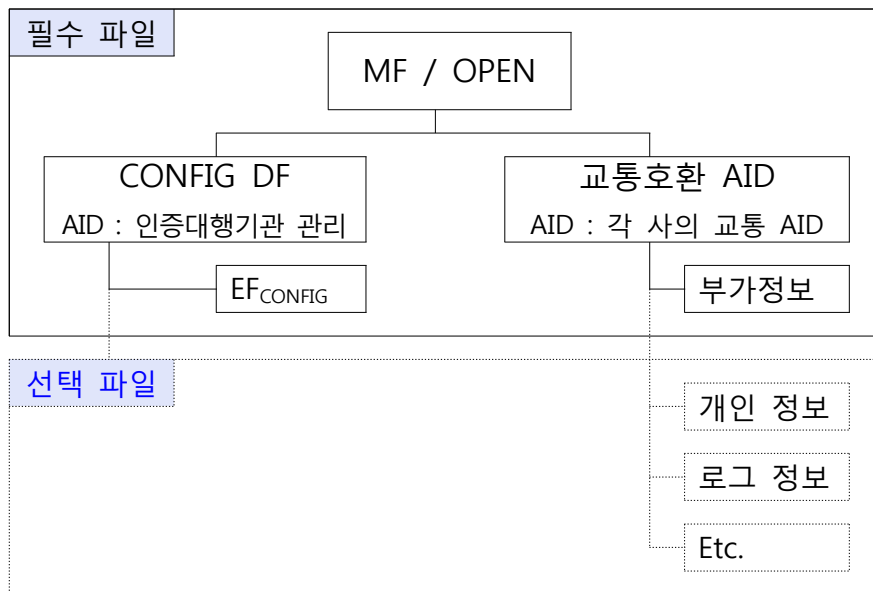 필수 파일
MF / OPEN
CONFIG DF
AID : 인증대행기관 관리
교통호환 AID
AID : 각 사의 교통 AID
EFCONFIG
부가정보
선택 파일
개인 정보
로그 정보
Etc.